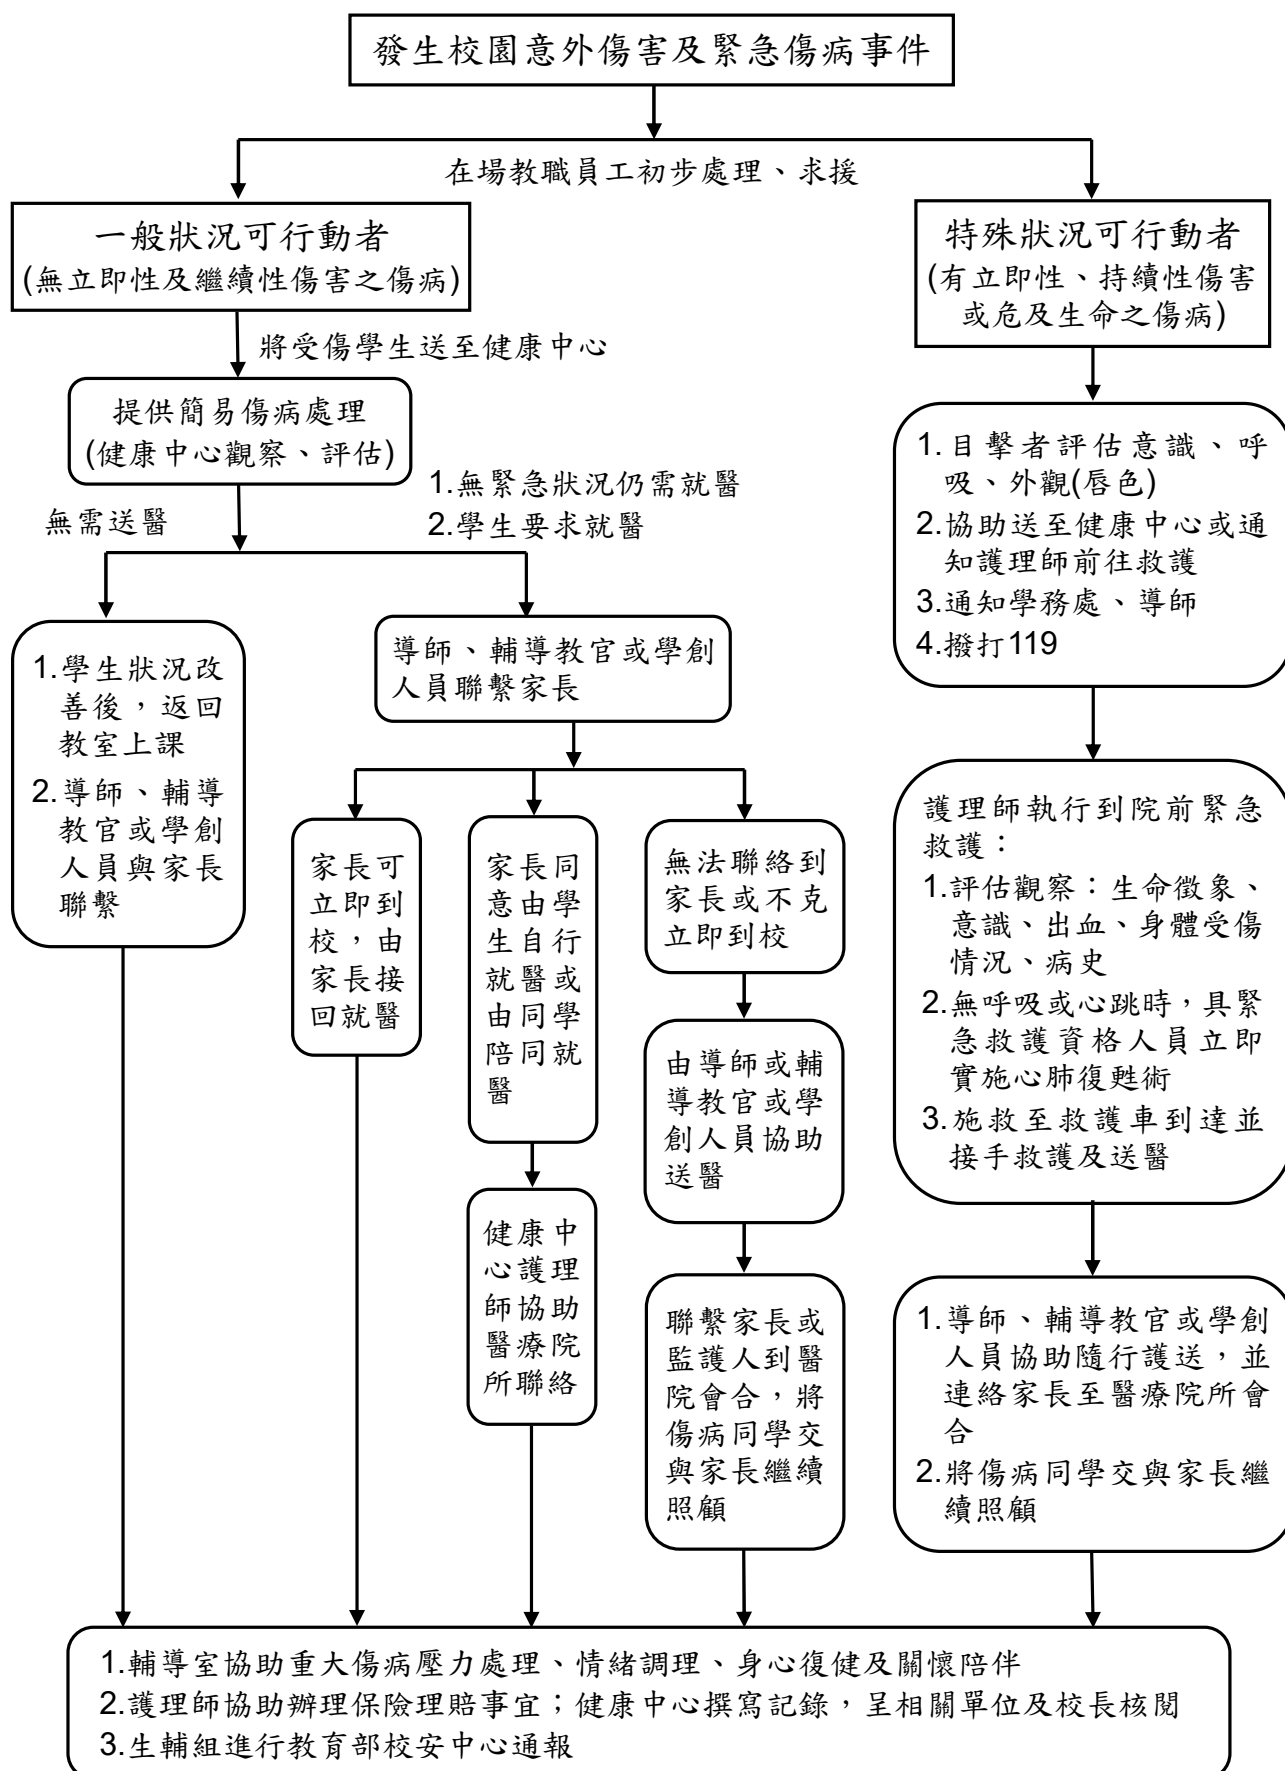 發生校園意外傷害及緊急傷病事件
在場教職員工初步處理、求援
一般狀況可行動者
(無立即性及繼續性傷害之傷病)
特殊狀況可行動者
(有立即性、持續性傷害
或危及生命之傷病)
將受傷學生送至健康中心
提供簡易傷病處理
(健康中心觀察、評估)
無需送醫
1.無緊急狀況仍需就醫
2.學生要求就醫
1.目擊者評估意識、呼
吸、外觀(唇色)
2.協助送至健康中心或通
知護理師前往救護
3.通知學務處、導師
4.撥打119
1.學生狀況改
善後，返回
教室上課
2.導師、輔導
教官或學創
人員與家長
聯繫
導師、輔導教官或學創
人員聯繫家長
家長可
立即到
校，由
家長接
回就醫
家長同
意由學
生自行
就醫或
由同學
陪同就
醫
健康中
心護理
師協助
醫療院
所聯絡
無法聯絡到
家長或不克
立即到校
由導師或輔
導教官或學
創人員協助
送醫
聯繫家長或
監護人到醫
院會合，將
傷病同學交
與家長繼續
照顧
護理師執行到院前緊急
救護：
1.評估觀察：生命徵象、
意識、出血、身體受傷
情況、病史
2.無呼吸或心跳時，具緊
急救護資格人員立即
實施心肺復甦術
3.施救至救護車到達並
接手救護及送醫
1.導師、輔導教官或學創
人員協助隨行護送，並
連絡家長至醫療院所會
合
2.將傷病同學交與家長繼
續照顧
1.輔導室協助重大傷病壓力處理、情緒調理、身心復健及關懷陪伴
2.護理師協助辦理保險理賠事宜；健康中心撰寫記錄，呈相關單位及校長核閱
3.生輔組進行教育部校安中心通報